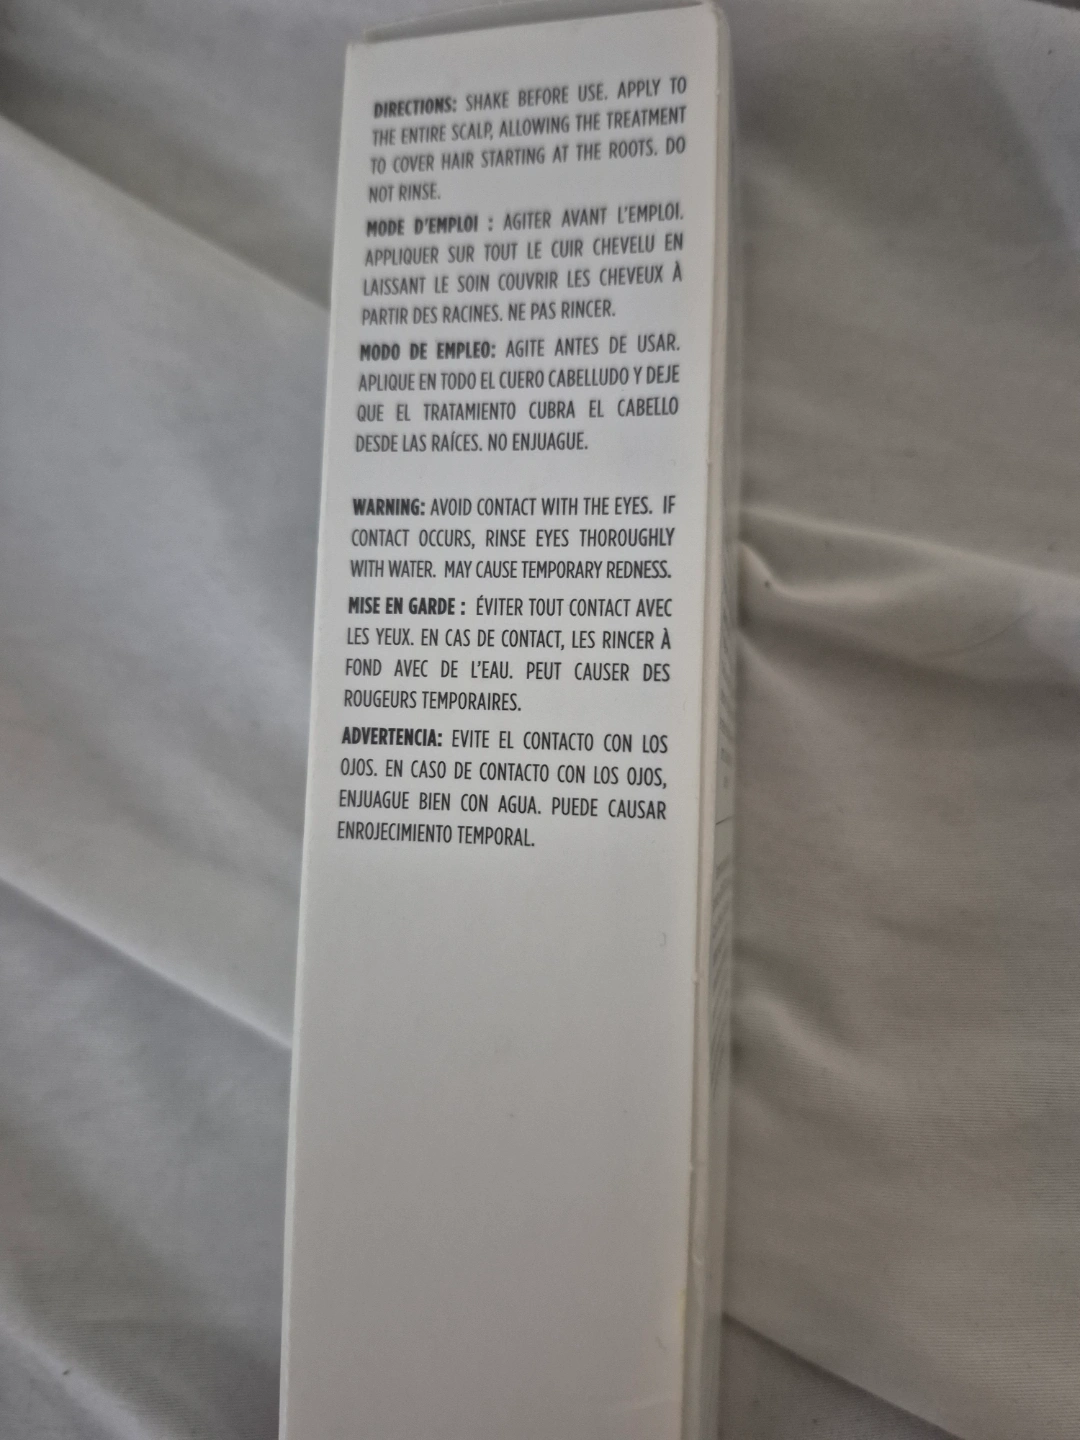 DIRECTIONS: SHAKE BEFORE USE. APPLY TO
THE ENTIRE SCALP, ALLOWING THE TREATMENT
TO COVER HAIR STARTING AT THE ROOTS. DO
NOT RINSE.
MODE D'EMPLOI : AGITER AVANT L'EMPLOI.
APPLIQUER SUR TOUT LE CUIR CHEVELU EN
LAISSANT LE SOIN COUVRIR LES CHEVEUX À
PARTIR DES RACINES. NE PAS RINCER.
MODO DE EMPLEO: AGITE ANTES DE USAR.
APLIQUE EN TODO EL CUERO CABELLUDO Y DEJE
QUE EL TRATAMIENTO CUBRA EL CABELLO
DESDE LAS RAÍCES. NO ENJUAGUE.
WARNING: AVOID CONTACT WITH THE EYES. IF
CONTACT OCCURS, RINSE EYES THOROUGHLY
WITH WATER. MAY CAUSE TEMPORARY REDNESS.
MISE EN GARDE : ÉVITER TOUT CONTACT AVEC
LES YEUX. EN CAS DE CONTACT, LES RINCER À
FOND AVEC DE L'EAU. PEUT CAUSER DES
ROUGEURS TEMPORAIRES.
ADVERTENCIA: EVITE EL CONTACTO CON LOS
OJOS. EN CASO DE CONTACTO CON LOS OJOS,
ENJUAGUE BIEN CON AGUA. PUEDE CAUSAR
ENROJECIMIENTO TEMPORAL.